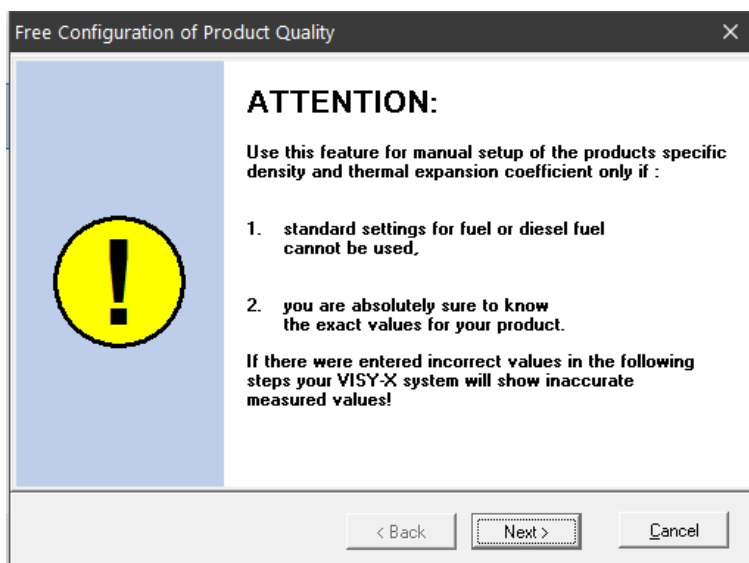 Free Configuration of Product Quality
ATTENTION:
Use this feature for manual setup of the products specific
density and thermal expansion coefficient only if :
1. standard settings for fuel or diesel fuel
cannot be used,
2. you are absolutely sure to know
the exact values for your product.
If there were entered incorrect values in the following
steps your VISY-X system will show inaccurate
measured values!
< Back Next > Cancel